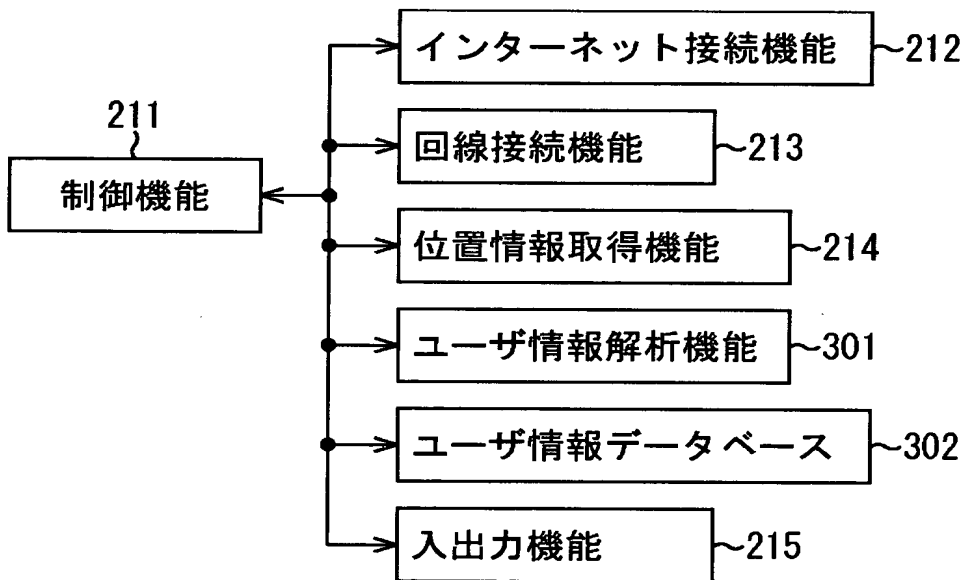 インターネット接続機能 212
211
回線接続機能 213
制御機能
位置情報取得機能 214
ユーザ情報解析機能 301
ユーザ情報データベース 302
入出力機能 215